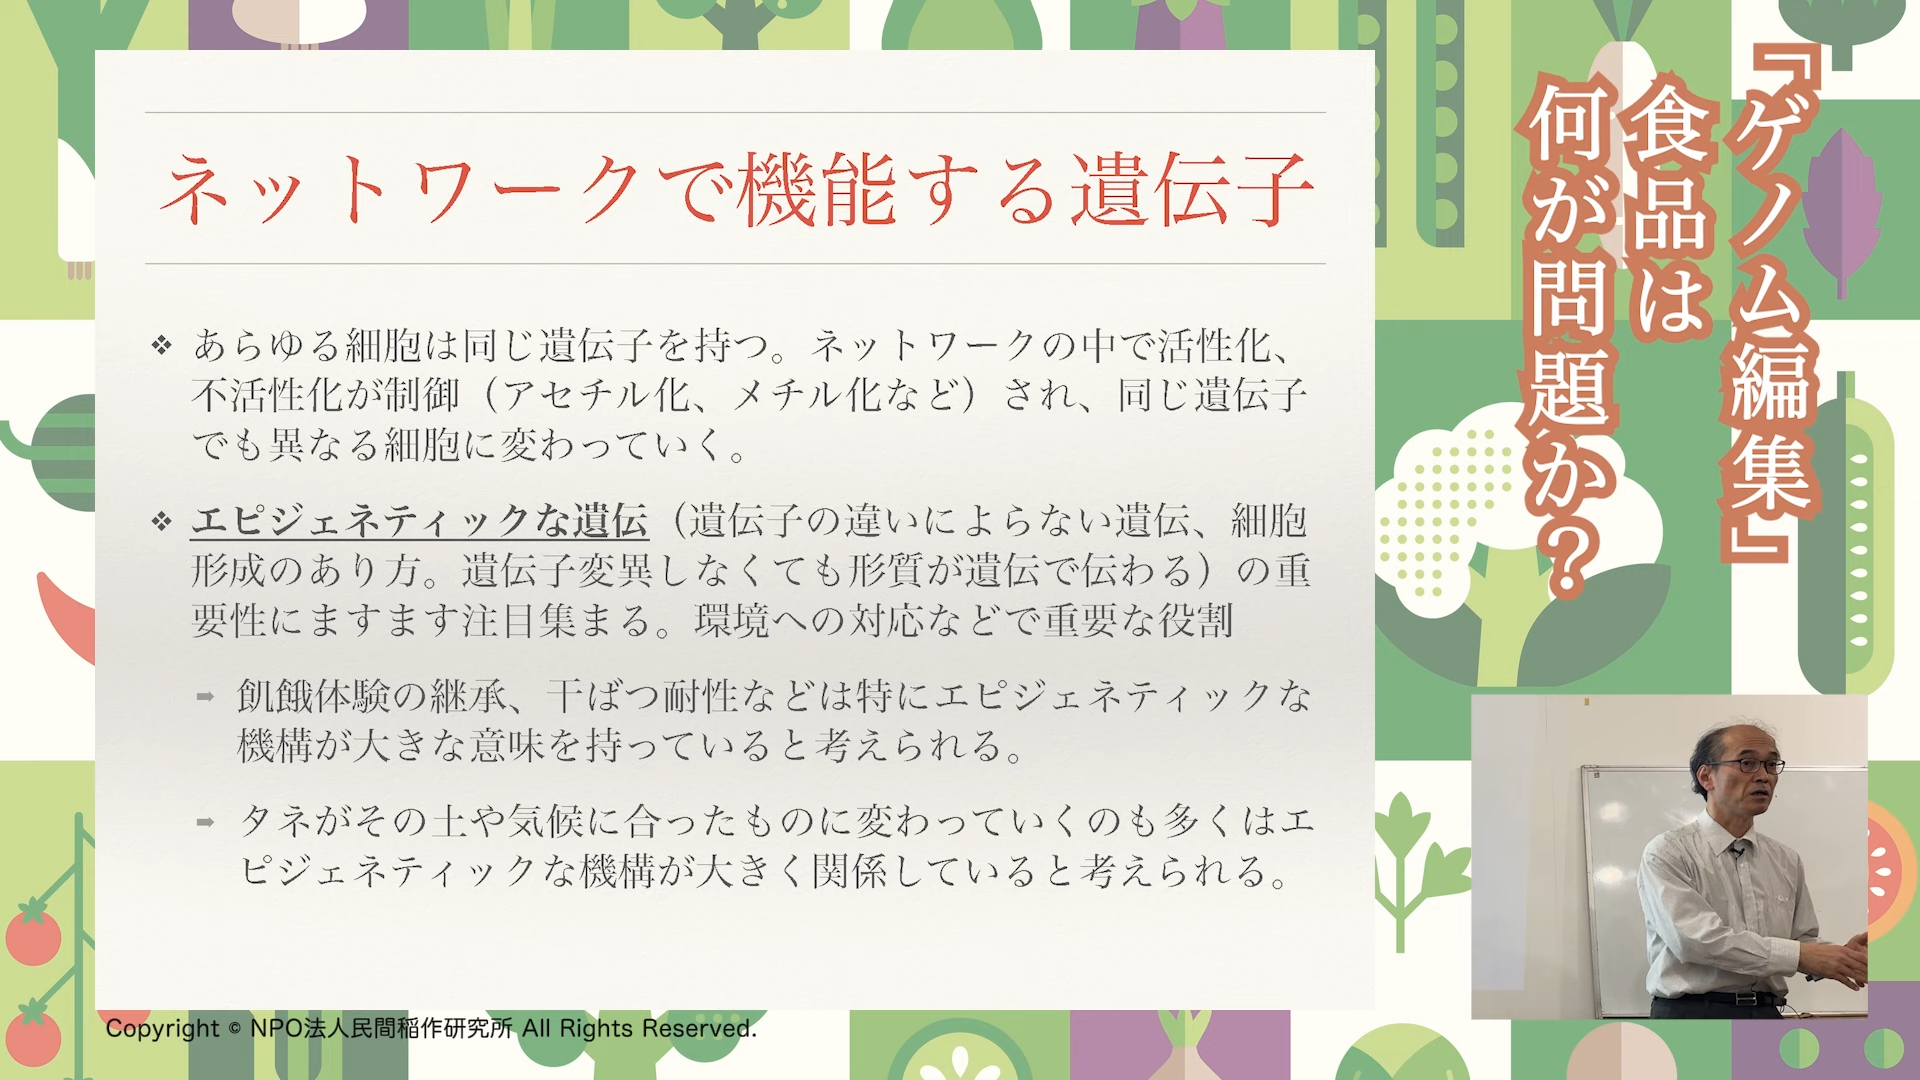 ネットワークで機能する遺伝子
❖ あらゆる細胞は同じ遺伝子を持つ。ネットワークの中で活性化、
不活性化が制御（アセチル化、メチル化など）され、同じ遺伝子
でも異なる細胞に変わっていく。
❖ エピジェネティックな遺伝（遺伝子の違いによらない遺伝、細胞
形成のあり方。遺伝子変異しなくても形質が遺伝で伝わる）の重
要性にますます注目集まる。環境への対応などで重要な役割
➡ 飢餓体験の継承、干ばつ耐性などは特にエピジェネティックな
機構が大きな意味を持っていると考えられる。
➡ タネがその土や気候に合ったものに変わっていくのも多くはエ
ピジェネティックな機構が大きく関係していると考えられる。
『ゲノム編集』
食品は
何が問題か？
Copyright © NPO法人民間稲作研究所 All Rights Reserved.